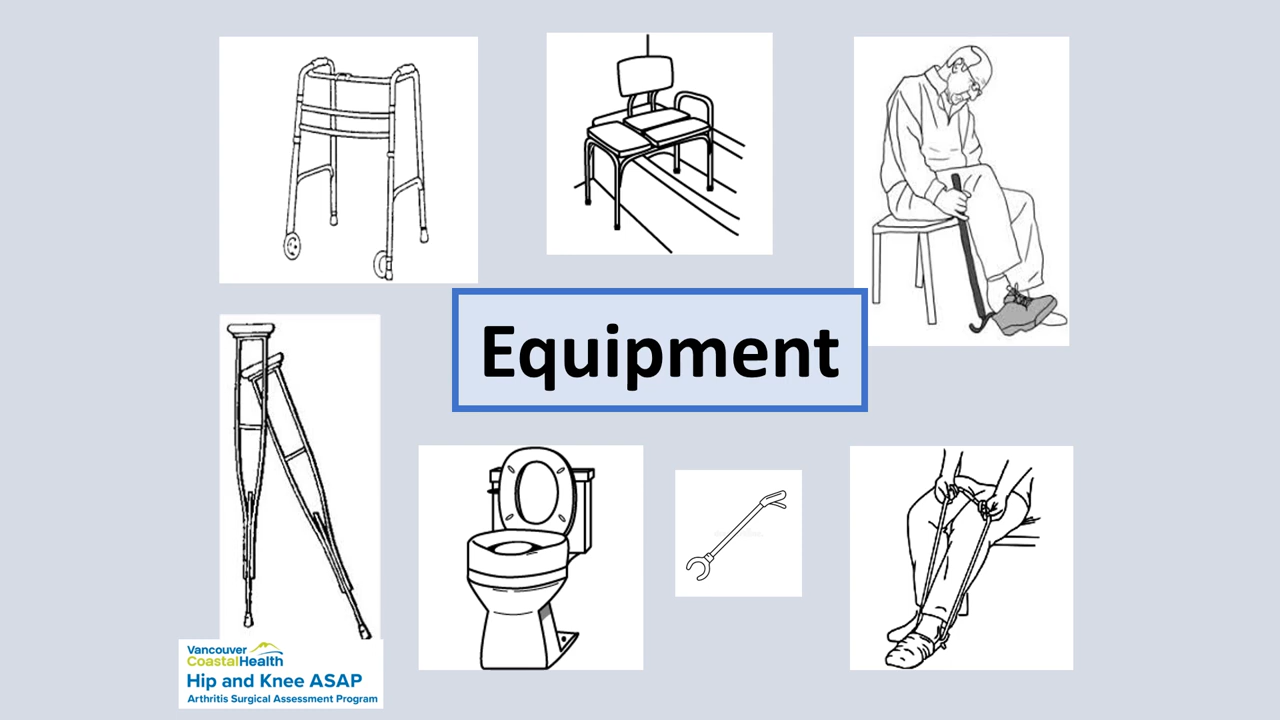 Equipment
Vancouver
CoastalHealth
Hip and Knee ASAP
Arthritis Surgical Assessment Program